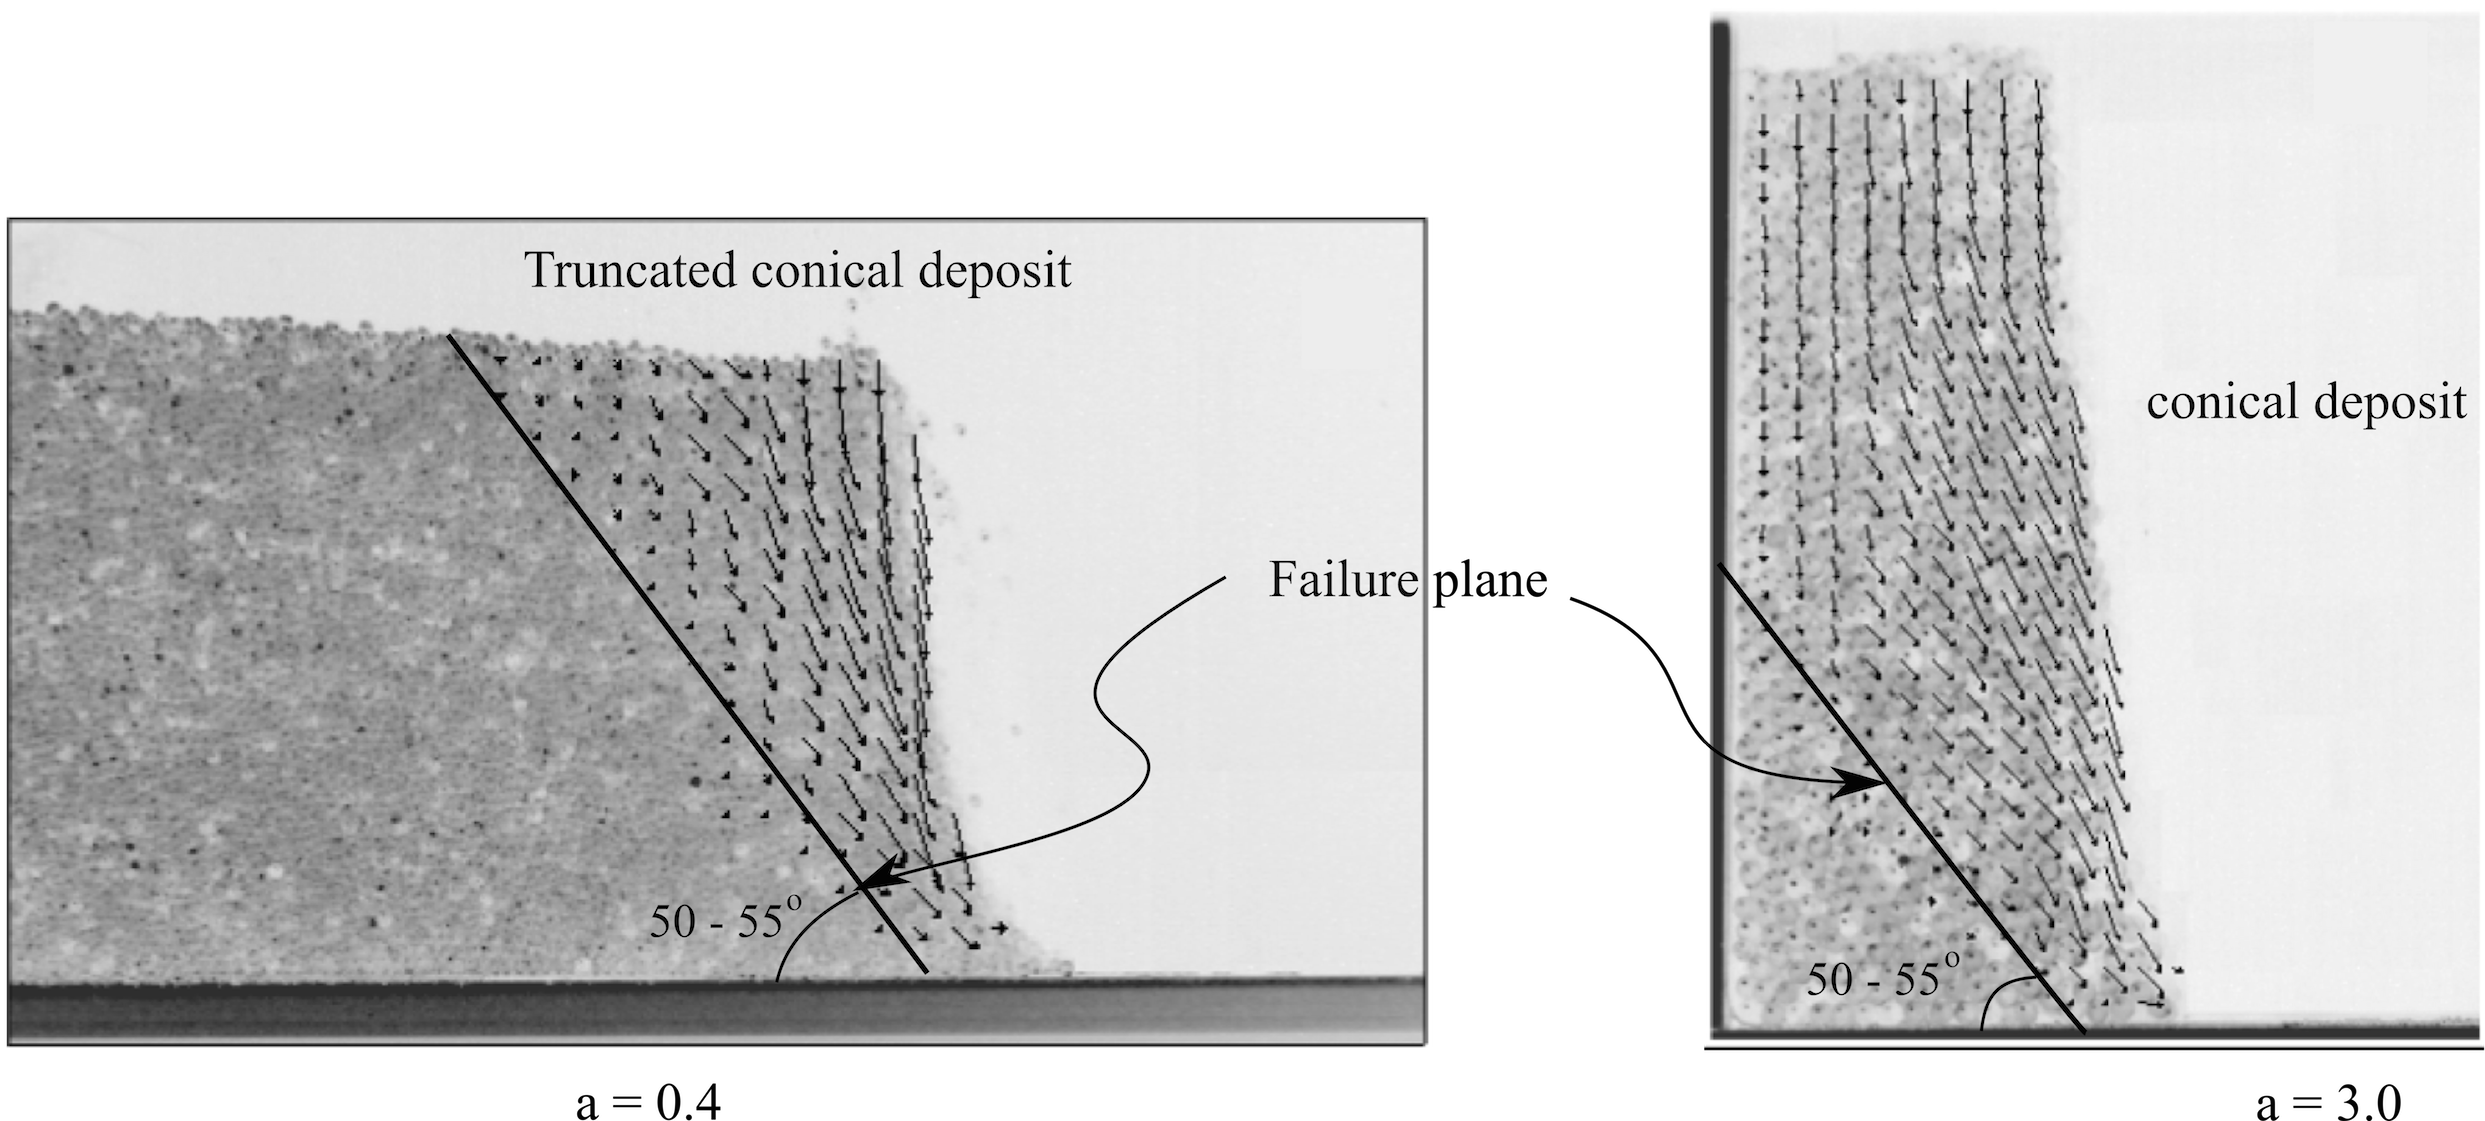 Truncated conical deposit
conical deposit
Failure plane
50 - 55°
50 - 55°
a = 0.4
a = 3.0